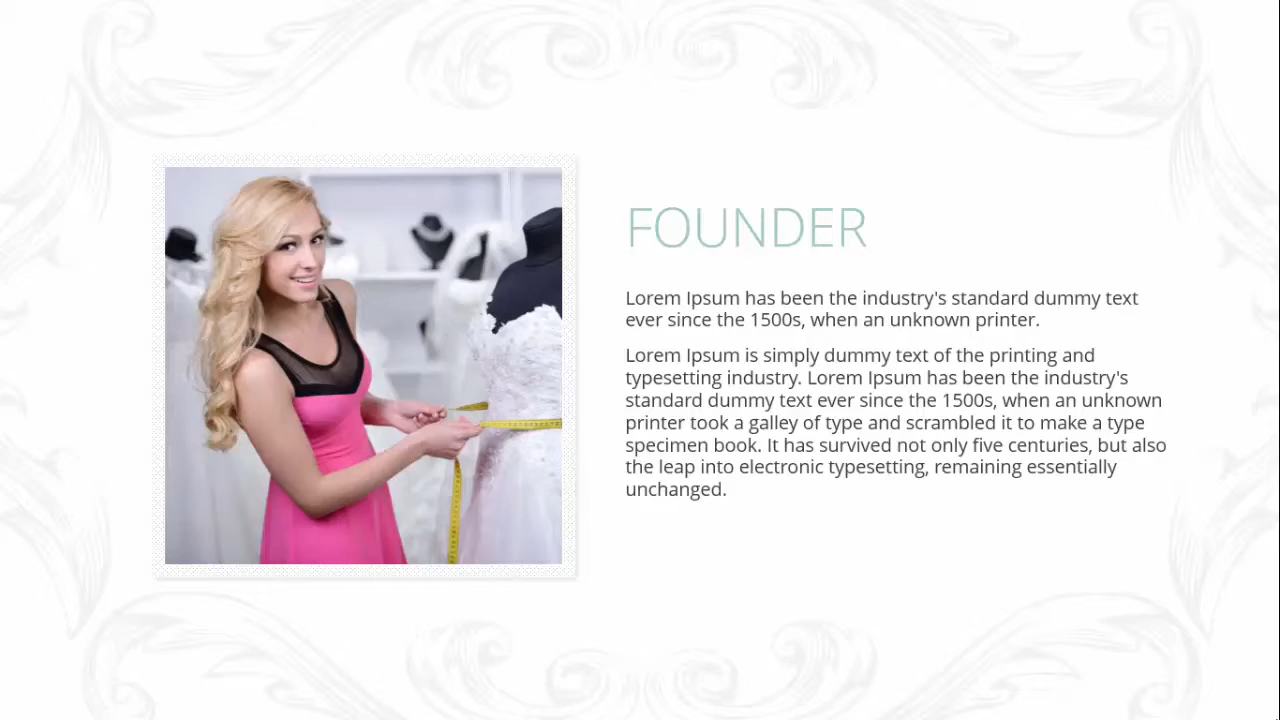 FOUNDER
Lorem Ipsum has been the industry's standard dummy text
ever since the 1500s, when an unknown printer.
Lorem Ipsum is simply dummy text of the printing and
typesetting industry. Lorem Ipsum has been the industry's
standard dummy text ever since the 1500s, when an unknown
printer took a galley of type and scrambled it to make a type
specimen book. It has survived not only five centuries, but also
the leap into electronic typesetting, remaining essentially
unchanged.